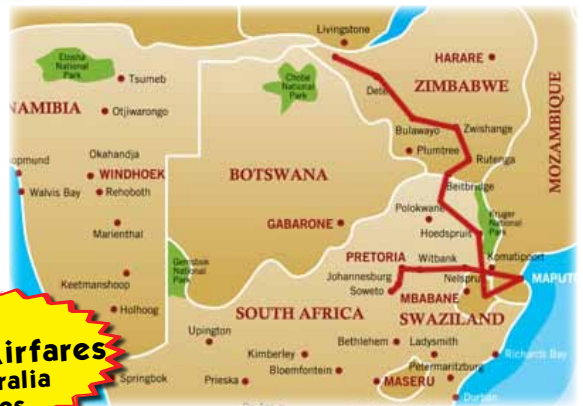 Livingstone
Etosha
National
Park
Tsumeb
Chobe
National
Park
HARARE
Dete
ZIMBABWE
NAMIBIA
Otjiwarongo
MOZAMBIQUE
Bulawayo
Zwishange
Okahandja
Plumtree
Rutenga
WINDHOEK
BOTSWANA
Beitbridge
Walvis Bay
Rehoboth
Polokwane
Kruger
National
Park
GABARONE
Marienthal
Hoedspruit
Gemsbok
National
Park
PRETORIA
Witbank
Komatipoort
Keetmanshoop
Johannesburg
Nelspruit
MAPUTO
Soweto
MBABANE
Holhoog
SOUTH AFRICA
SWAZILAND
Airfares
Upington
Bethlehem
Ladysmith
Richards Bay
Kimberley
Springbok
Prieska
Bloemfontein
Petermaritzburg
MASERU
Durban